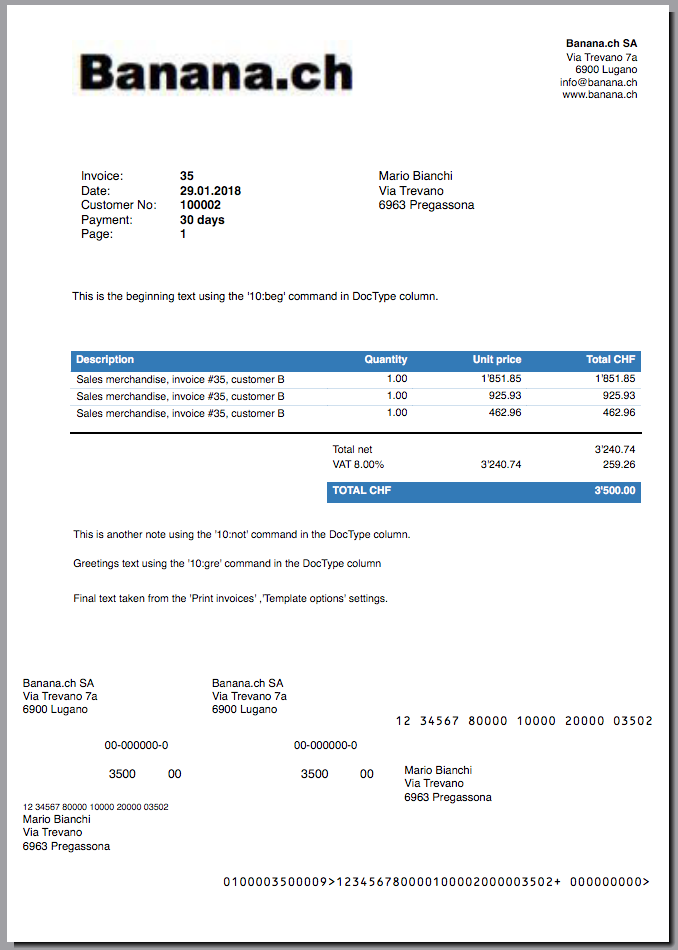 Banana.ch
Banana.ch SA
Via Trevano 7a
6900 Lugano
info@banana.ch
www.banana.ch
Invoice: 35
Date: 29.01.2018
Customer No: 100002
Payment: 30 days
Page: 1
Mario Bianchi
Via Trevano
6963 Pregassona
This is the beginning text using the '10:beg' command in DocType column.
Description Quantity Unit price Total CHF
Sales merchandise, invoice #35, customer B 1.00 1'851.85 1'851.85
Sales merchandise, invoice #35, customer B 1.00 925.93 925.93
Sales merchandise, invoice #35, customer B 1.00 462.96 462.96
Total net 3'240.74
VAT 8.00% 3'240.74 259.26
TOTAL CHF 3'500.00
This is another note using the '10:not' command in the DocType column.
Greetings text using the '10:gre' command in the DocType column
Final text taken from the 'Print invoices' ,'Template options' settings.
Banana.ch SA
Via Trevano 7a
6900 Lugano
Banana.ch SA
Via Trevano 7a
6900 Lugano
12 34567 80000 10000 20000 03502
00-000000-0 00-000000-0
3500 00 3500 00
Mario Bianchi
Via Trevano
6963 Pregassona
12 34567 80000 10000 20000 03502
Mario Bianchi
Via Trevano
6963 Pregassona
0100003500009>123456780000100002000003502+ 000000000>